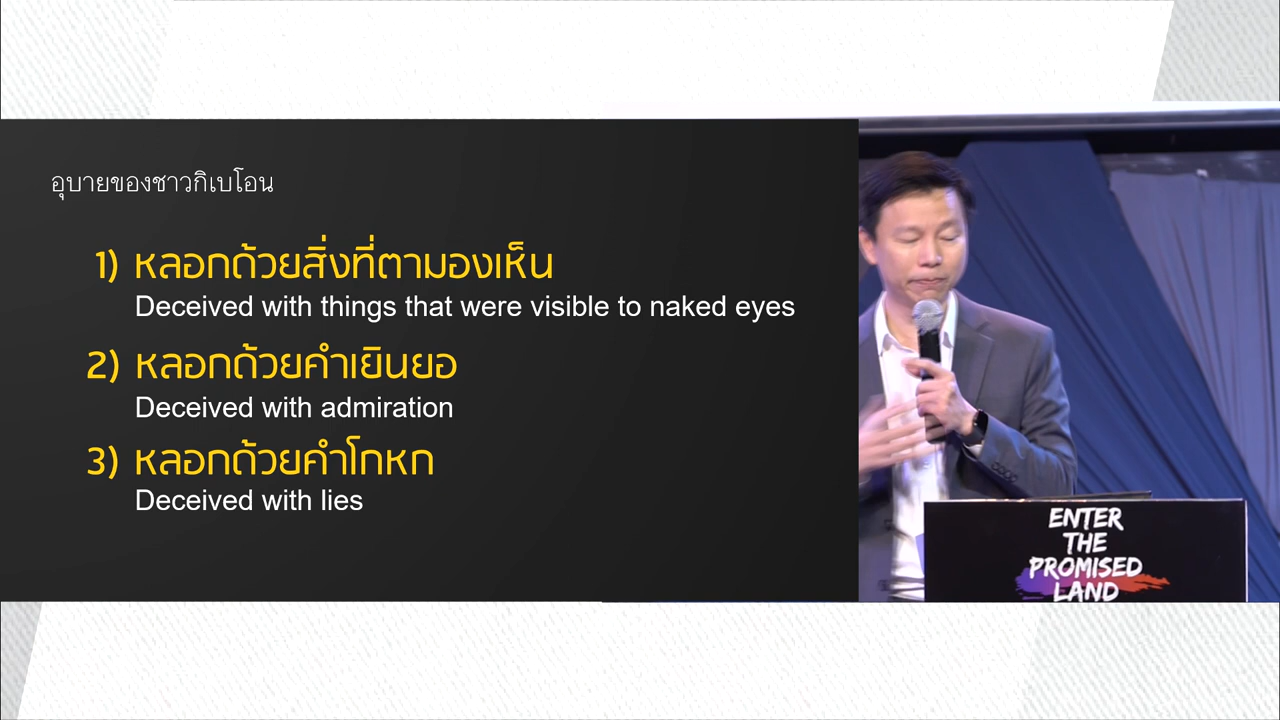 อุบายของชาวกิเบโอน
1) หลอกด้วยสิ่งที่ตามองเห็น
Deceived with things that were visible to naked eyes
2) หลอกด้วยคำเยินยอ
Deceived with admiration
3) หลอกด้วยคำโกหก
Deceived with lies
ENTER
THE
PROMISED
LAND